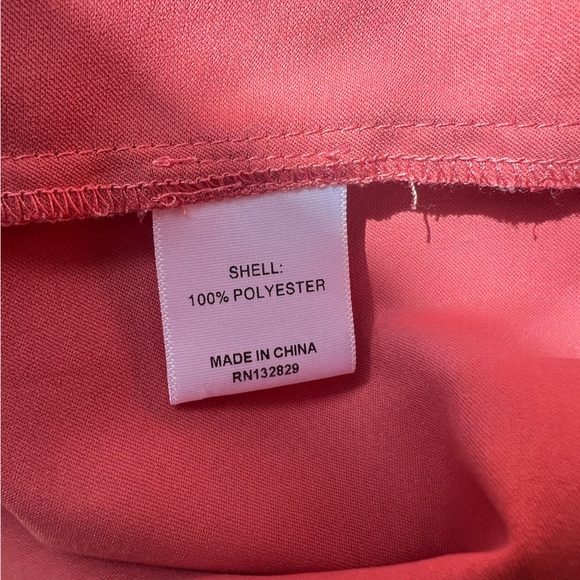 SHELL:
100% POLYESTER
MADE IN CHINA
RN132829